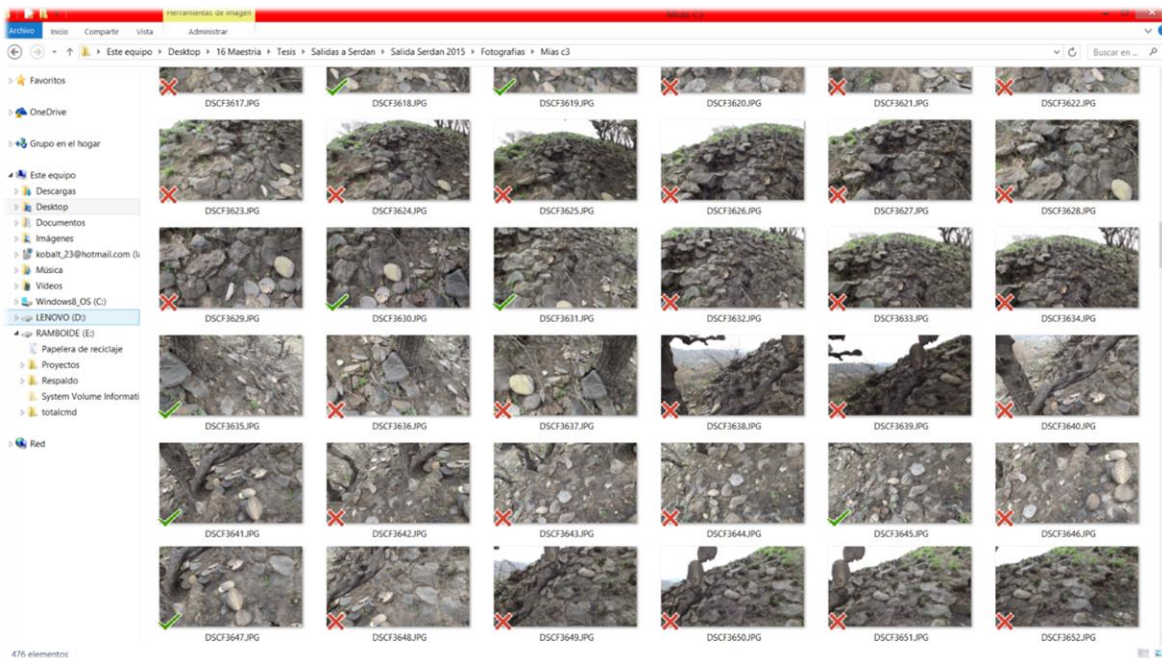 Herramientas de imagen
Mias c3
Archivo Inicio Compartir Vista Administrar
Este equipo Desktop 16 Maestria Tesis Salidas a Serdan Salida Serdan 2015 Fotografias Mias c3
Buscar en ...
Favoritos
OneDrive
Grupo en el hogar
Este equipo
Descargas
Desktop
Documentos
Imágenes
kobalt_23@hotmail.com (l
Música
Vídeos
Windows8_OS (C:)
LENOVO (D:)
RAMBOIDE (E:)
Papelera de reciclaje
Proyectos
Respaldo
System Volume Informati
totalcmd
Red
DSCF3617.JPG DSCF3618.JPG DSCF3619.JPG DSCF3620.JPG DSCF3621.JPG DSCF3622.JPG
DSCF3623.JPG DSCF3624.JPG DSCF3625.JPG DSCF3626.JPG DSCF3627.JPG DSCF3628.JPG
DSCF3629.JPG DSCF3630.JPG DSCF3631.JPG DSCF3632.JPG DSCF3633.JPG DSCF3634.JPG
DSCF3635.JPG DSCF3636.JPG DSCF3637.JPG DSCF3638.JPG DSCF3639.JPG DSCF3640.JPG
DSCF3641.JPG DSCF3642.JPG DSCF3643.JPG DSCF3644.JPG DSCF3645.JPG DSCF3646.JPG
DSCF3647.JPG DSCF3648.JPG DSCF3649.JPG DSCF3650.JPG DSCF3651.JPG DSCF3652.JPG
476 elementos